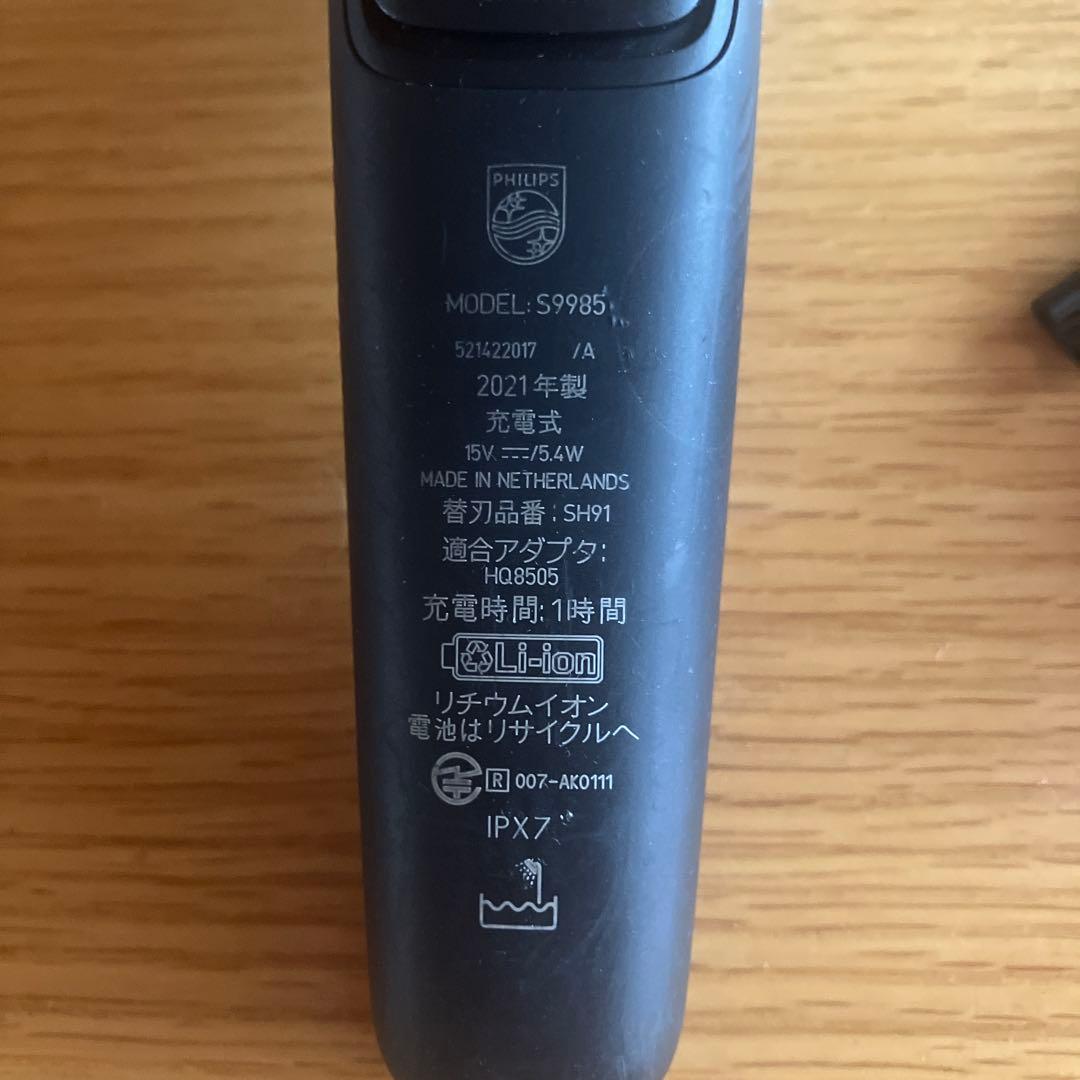 PHILIPS
MODEL: S9985
521422017 /A
2021年製
充電式
15V ⎓/5.4W
MADE IN NETHERLANDS
替刃品番: SH91
適合アダプタ:
HQ8505
充電時間: 1時間
Li-ion
リチウムイオン
電池はリサイクルへ
R 007-AK0111
IPX7